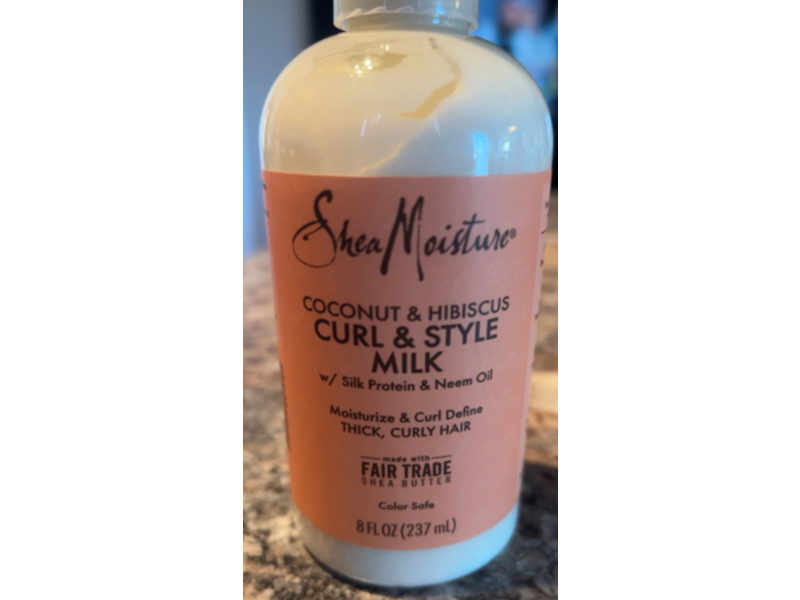 SheaMoisture®
COCONUT & HIBISCUS
CURL & STYLE
MILK
w/ Silk Protein & Neem Oil
Moisturize & Curl Define
THICK, CURLY HAIR
made with
FAIR TRADE
SHEA BUTTER
Color Safe
8 FL OZ (237 mL)